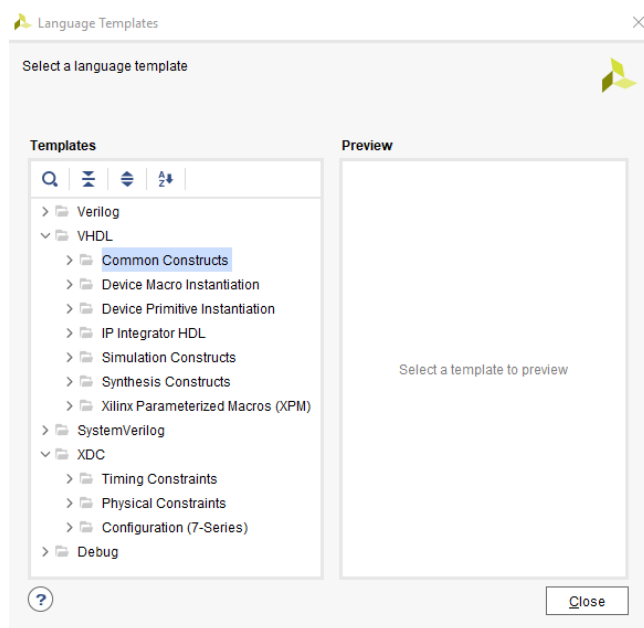 Language Templates
Select a language template
Templates
Preview
Verilog
VHDL
Common Constructs
Device Macro Instantiation
Device Primitive Instantiation
IP Integrator HDL
Simulation Constructs
Synthesis Constructs
Xilinx Parameterized Macros (XPM)
SystemVerilog
XDC
Timing Constraints
Physical Constraints
Configuration (7-Series)
Debug
Select a template to preview
?
Close